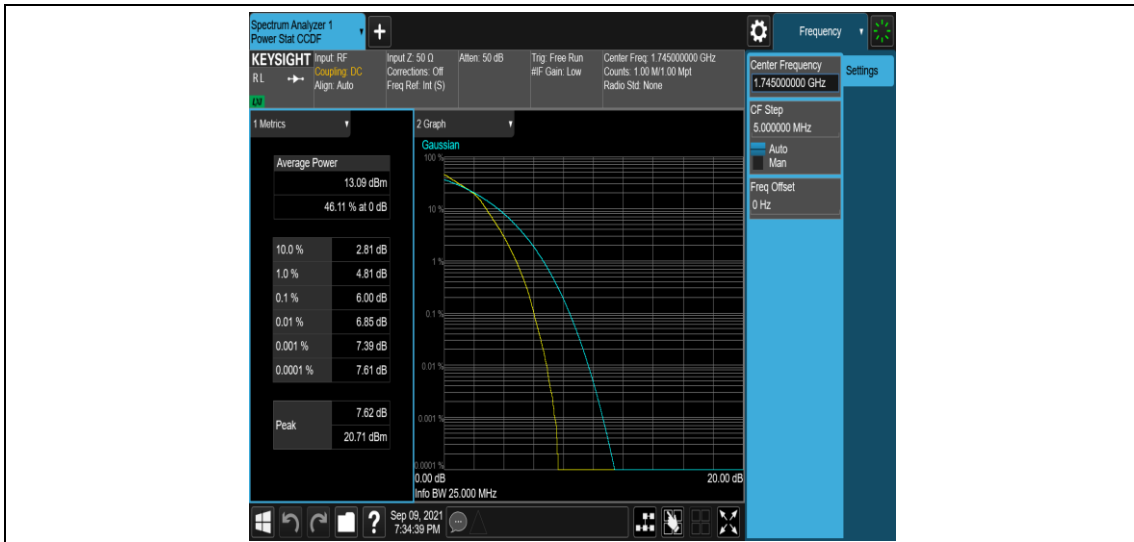 Spectrum Analyzer 1
Power Stat CCDF
+
Frequency
KEYSIGHT
RL
LXI
Input: RF
Coupling: DC
Align: Auto
Input Z: 50 Ω
Corrections: Off
Freq Ref: Int (S)
Atten: 50 dB
Trig: Free Run
#IF Gain: Low
Center Freq: 1.745000000 GHz
Counts: 1.00 M/1.00 Mpt
Radio Std: None
Center Frequency
1.745000000 GHz
Settings
CF Step
5.000000 MHz
Auto
Man
Freq Offset
0 Hz
1 Metrics
Average Power
13.09 dBm
46.11 % at 0 dB
10.0 % 2.81 dB
1.0 % 4.81 dB
0.1 % 6.00 dB
0.01 % 6.85 dB
0.001 % 7.39 dB
0.0001 % 7.61 dB
Peak
7.62 dB
20.71 dBm
2 Graph
Gaussian
100 %
10 %
1 %
0.1 %
0.01 %
0.001 %
0.0001 %
0.00 dB 20.00 dB
Info BW 25.000 MHz
?
Sep 09, 2021
7:34:39 PM